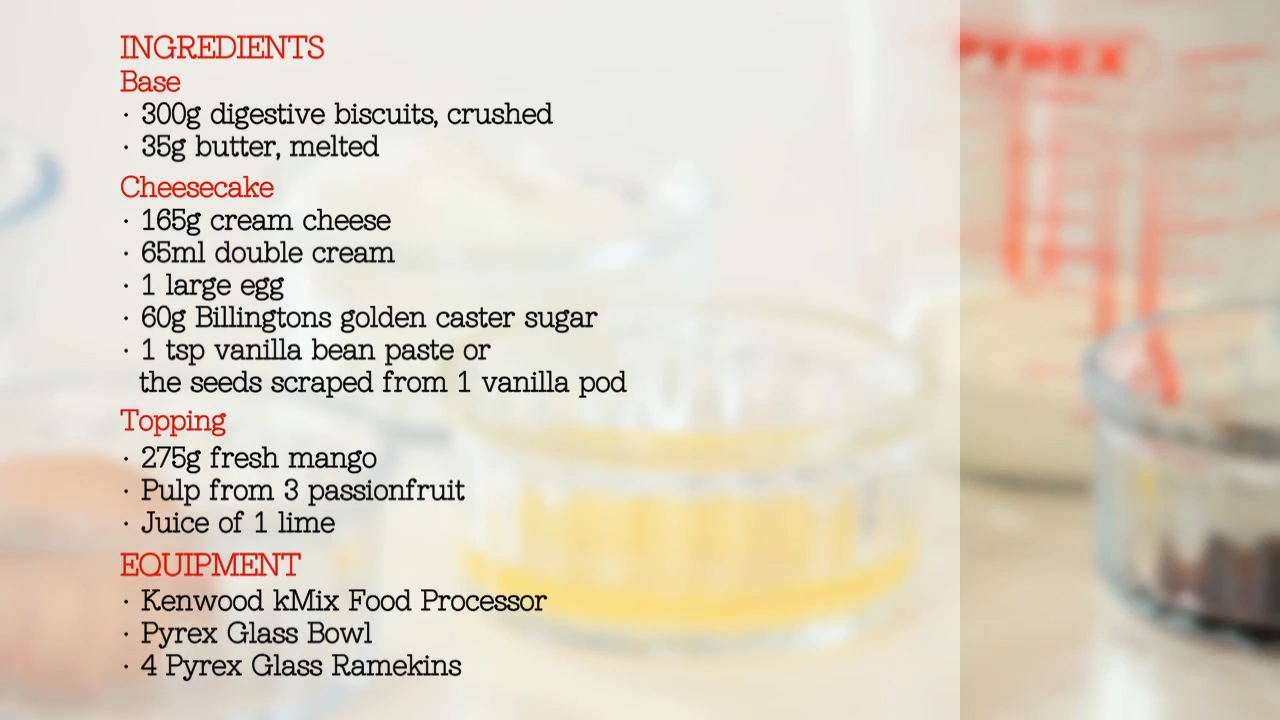 INGREDIENTS
Base
· 300g digestive biscuits, crushed
· 35g butter, melted
Cheesecake
· 165g cream cheese
· 65ml double cream
· 1 large egg
· 60g Billingtons golden caster sugar
· 1 tsp vanilla bean paste or
the seeds scraped from 1 vanilla pod
Topping
· 275g fresh mango
· Pulp from 3 passionfruit
· Juice of 1 lime
EQUIPMENT
· Kenwood kMix Food Processor
· Pyrex Glass Bowl
· 4 Pyrex Glass Ramekins
PYREX